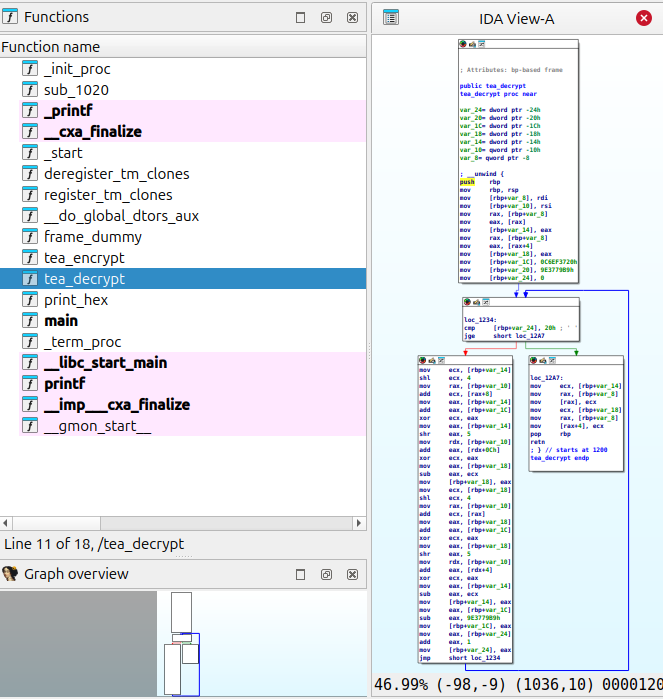 Functions
Function name
_init_proc
sub_1020
_printf
__cxa_finalize
_start
deregister_tm_clones
register_tm_clones
__do_global_dtors_aux
frame_dummy
tea_encrypt
tea_decrypt
print_hex
main
_term_proc
__libc_start_main
printf
__imp___cxa_finalize
__gmon_start__
Line 11 of 18, /tea_decrypt
Graph overview
IDA View-A
; Attributes: bp-based frame
public tea_decrypt
tea_decrypt proc near
var_24= dword ptr -24h
var_20= dword ptr -20h
var_1C= dword ptr -1Ch
var_18= dword ptr -18h
var_14= dword ptr -14h
var_10= qword ptr -10h
var_8= qword ptr -8
; __unwind {
push rbp
mov rbp, rsp
mov [rbp+var_8], rdi
mov [rbp+var_10], rsi
mov rax, [rbp+var_8]
mov eax, [rax]
mov [rbp+var_14], eax
mov rax, [rbp+var_8]
mov eax, [rax+4]
mov [rbp+var_18], eax
mov [rbp+var_1C], 0C6EF3720h
mov [rbp+var_20], 9E3779B9h
mov [rbp+var_24], 0
loc_1234:
cmp [rbp+var_24], 20h ; ' '
jge short loc_12A7
mov ecx, [rbp+var_14]
shl ecx, 4
mov rax, [rbp+var_10]
add ecx, [rax+8]
mov eax, [rbp+var_14]
add eax, [rbp+var_1C]
xor ecx, eax
mov eax, [rbp+var_14]
shr eax, 5
mov rdx, [rbp+var_10]
add eax, [rdx+0Ch]
xor ecx, eax
mov eax, [rbp+var_18]
sub eax, ecx
mov [rbp+var_18], eax
mov ecx, [rbp+var_18]
shl ecx, 4
mov rax, [rbp+var_10]
add ecx, [rax]
mov eax, [rbp+var_18]
add eax, [rbp+var_1C]
xor ecx, eax
mov eax, [rbp+var_18]
shr eax, 5
mov rdx, [rbp+var_10]
add eax, [rdx+4]
xor ecx, eax
mov eax, [rbp+var_14]
sub eax, ecx
mov [rbp+var_14], eax
mov eax, [rbp+var_1C]
sub eax, 9E3779B9h
mov [rbp+var_1C], eax
mov eax, [rbp+var_24]
add eax, 1
mov [rbp+var_24], eax
jmp short loc_1234
loc_12A7:
mov ecx, [rbp+var_14]
mov rax, [rbp+var_8]
mov [rax], ecx
mov ecx, [rbp+var_18]
mov rax, [rbp+var_8]
mov [rax+4], ecx
pop rbp
retn
; } // starts at 1200
tea_decrypt endp
46.99% (-98,-9) (1036,10) 0000120